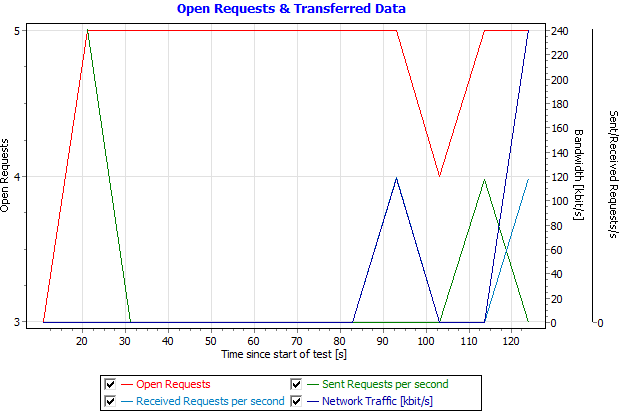 Open Requests & Transferred Data
5
4
3
Open Requests
240
220
200
180
160
140
120
100
80
60
40
20
0
Bandwidth [kbit/s]
0
Sent/Received Requests/s
20 30 40 50 60 70 80 90 100 110 120
Time since start of test [s]
Open Requests Sent Requests per second
Received Requests per second Network Traffic [kbit/s]